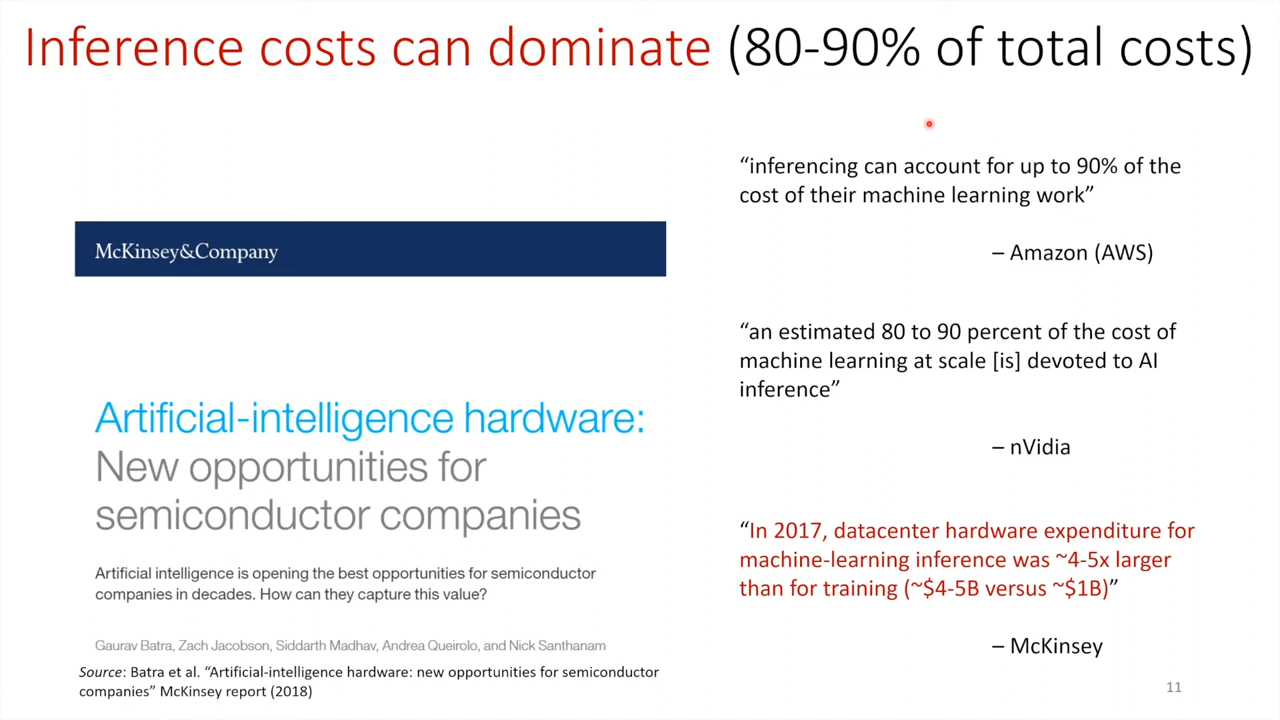 Inference costs can dominate (80-90% of total costs)
McKinsey&Company
Artificial-intelligence hardware:
New opportunities for
semiconductor companies
Artificial intelligence is opening the best opportunities for semiconductor
companies in decades. How can they capture this value?
Gaurav Batra, Zach Jacobson, Siddarth Madhav, Andrea Queirolo, and Nick Santhanam
Source: Batra et al. “Artificial-intelligence hardware: new opportunities for semiconductor
companies” McKinsey report (2018)
“inferencing can account for up to 90% of the
cost of their machine learning work”
– Amazon (AWS)
“an estimated 80 to 90 percent of the cost of
machine learning at scale [is] devoted to AI
inference”
– nVidia
“In 2017, datacenter hardware expenditure for
machine-learning inference was ~4-5x larger
than for training (~$4-5B versus ~$1B)”
– McKinsey
11